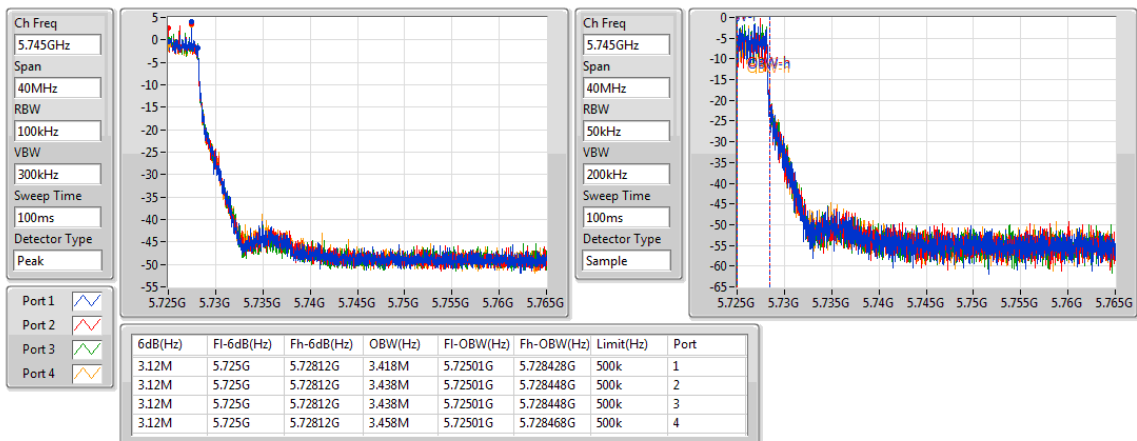 Ch Freq
5.745GHz
Span
40MHz
RBW
100kHz
VBW
300kHz
Sweep Time
100ms
Detector Type
Peak
5
0
-5
-10
-15
-20
-25
-30
-35
-40
-45
-50
-55
5.725G 5.73G 5.735G 5.74G 5.745G 5.75G 5.755G 5.76G 5.765G
Ch Freq
5.745GHz
Span
40MHz
RBW
50kHz
VBW
200kHz
Sweep Time
100ms
Detector Type
Sample
0
-5
-10
-15
-20
-25
-30
-35
-40
-45
-50
-55
-60
-65
OBW-h
5.725G 5.73G 5.735G 5.74G 5.745G 5.75G 5.755G 5.76G 5.765G
Port 1
Port 2
Port 3
Port 4
6dB(Hz) Fl-6dB(Hz) Fh-6dB(Hz) OBW(Hz) Fl-OBW(Hz) Fh-OBW(Hz) Limit(Hz) Port
3.12M 5.725G 5.72812G 3.418M 5.72501G 5.728428G 500k 1
3.12M 5.725G 5.72812G 3.438M 5.72501G 5.728448G 500k 2
3.12M 5.725G 5.72812G 3.438M 5.72501G 5.728448G 500k 3
3.12M 5.725G 5.72812G 3.458M 5.72501G 5.728468G 500k 4